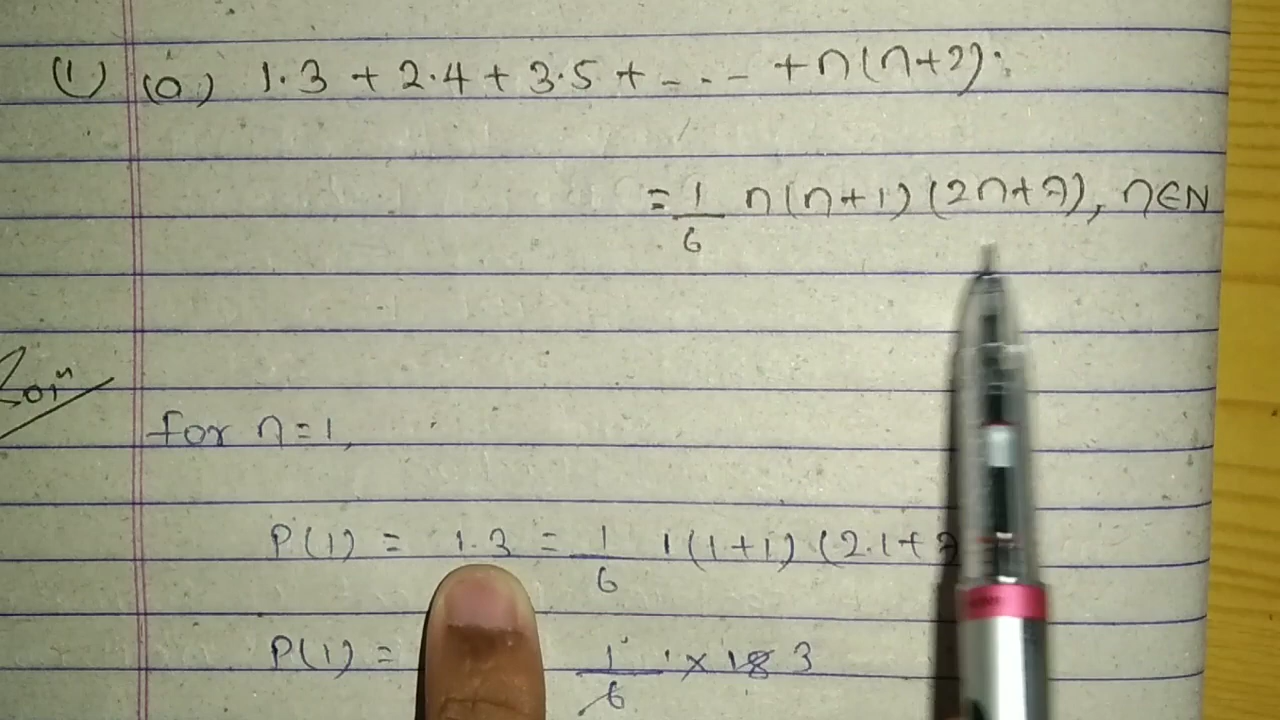 (1) (a) 1.3 + 2.4 + 3.5 + --- + n(n+2).
= 1/6 n(n+1) (2n+7), n∈N
Soln
for n=1,
P(1) = 1.3 = 1/6 1(1+1) (2.1+7
P(1) = 1/6 × 18 3